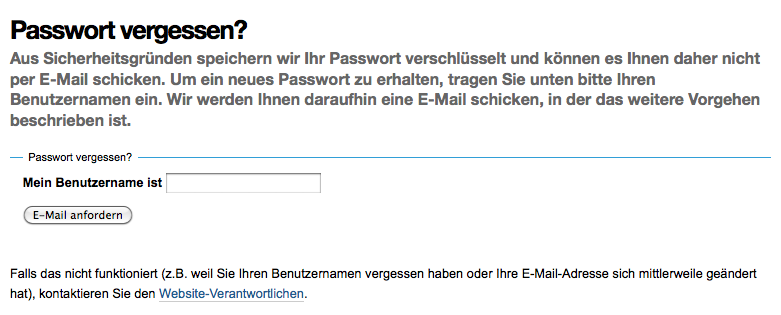 Passwort vergessen?
Aus Sicherheitsgründen speichern wir Ihr Passwort verschlüsselt und können es Ihnen daher nicht
per E-Mail schicken. Um ein neues Passwort zu erhalten, tragen Sie unten bitte Ihren
Benutzernamen ein. Wir werden Ihnen daraufhin eine E-Mail schicken, in der das weitere Vorgehen
beschrieben ist.
Passwort vergessen?
Mein Benutzername ist
E-Mail anfordern
Falls das nicht funktioniert (z.B. weil Sie Ihren Benutzernamen vergessen haben oder Ihre E-Mail-Adresse sich mittlerweile geändert
hat), kontaktieren Sie den Website-Verantwortlichen.